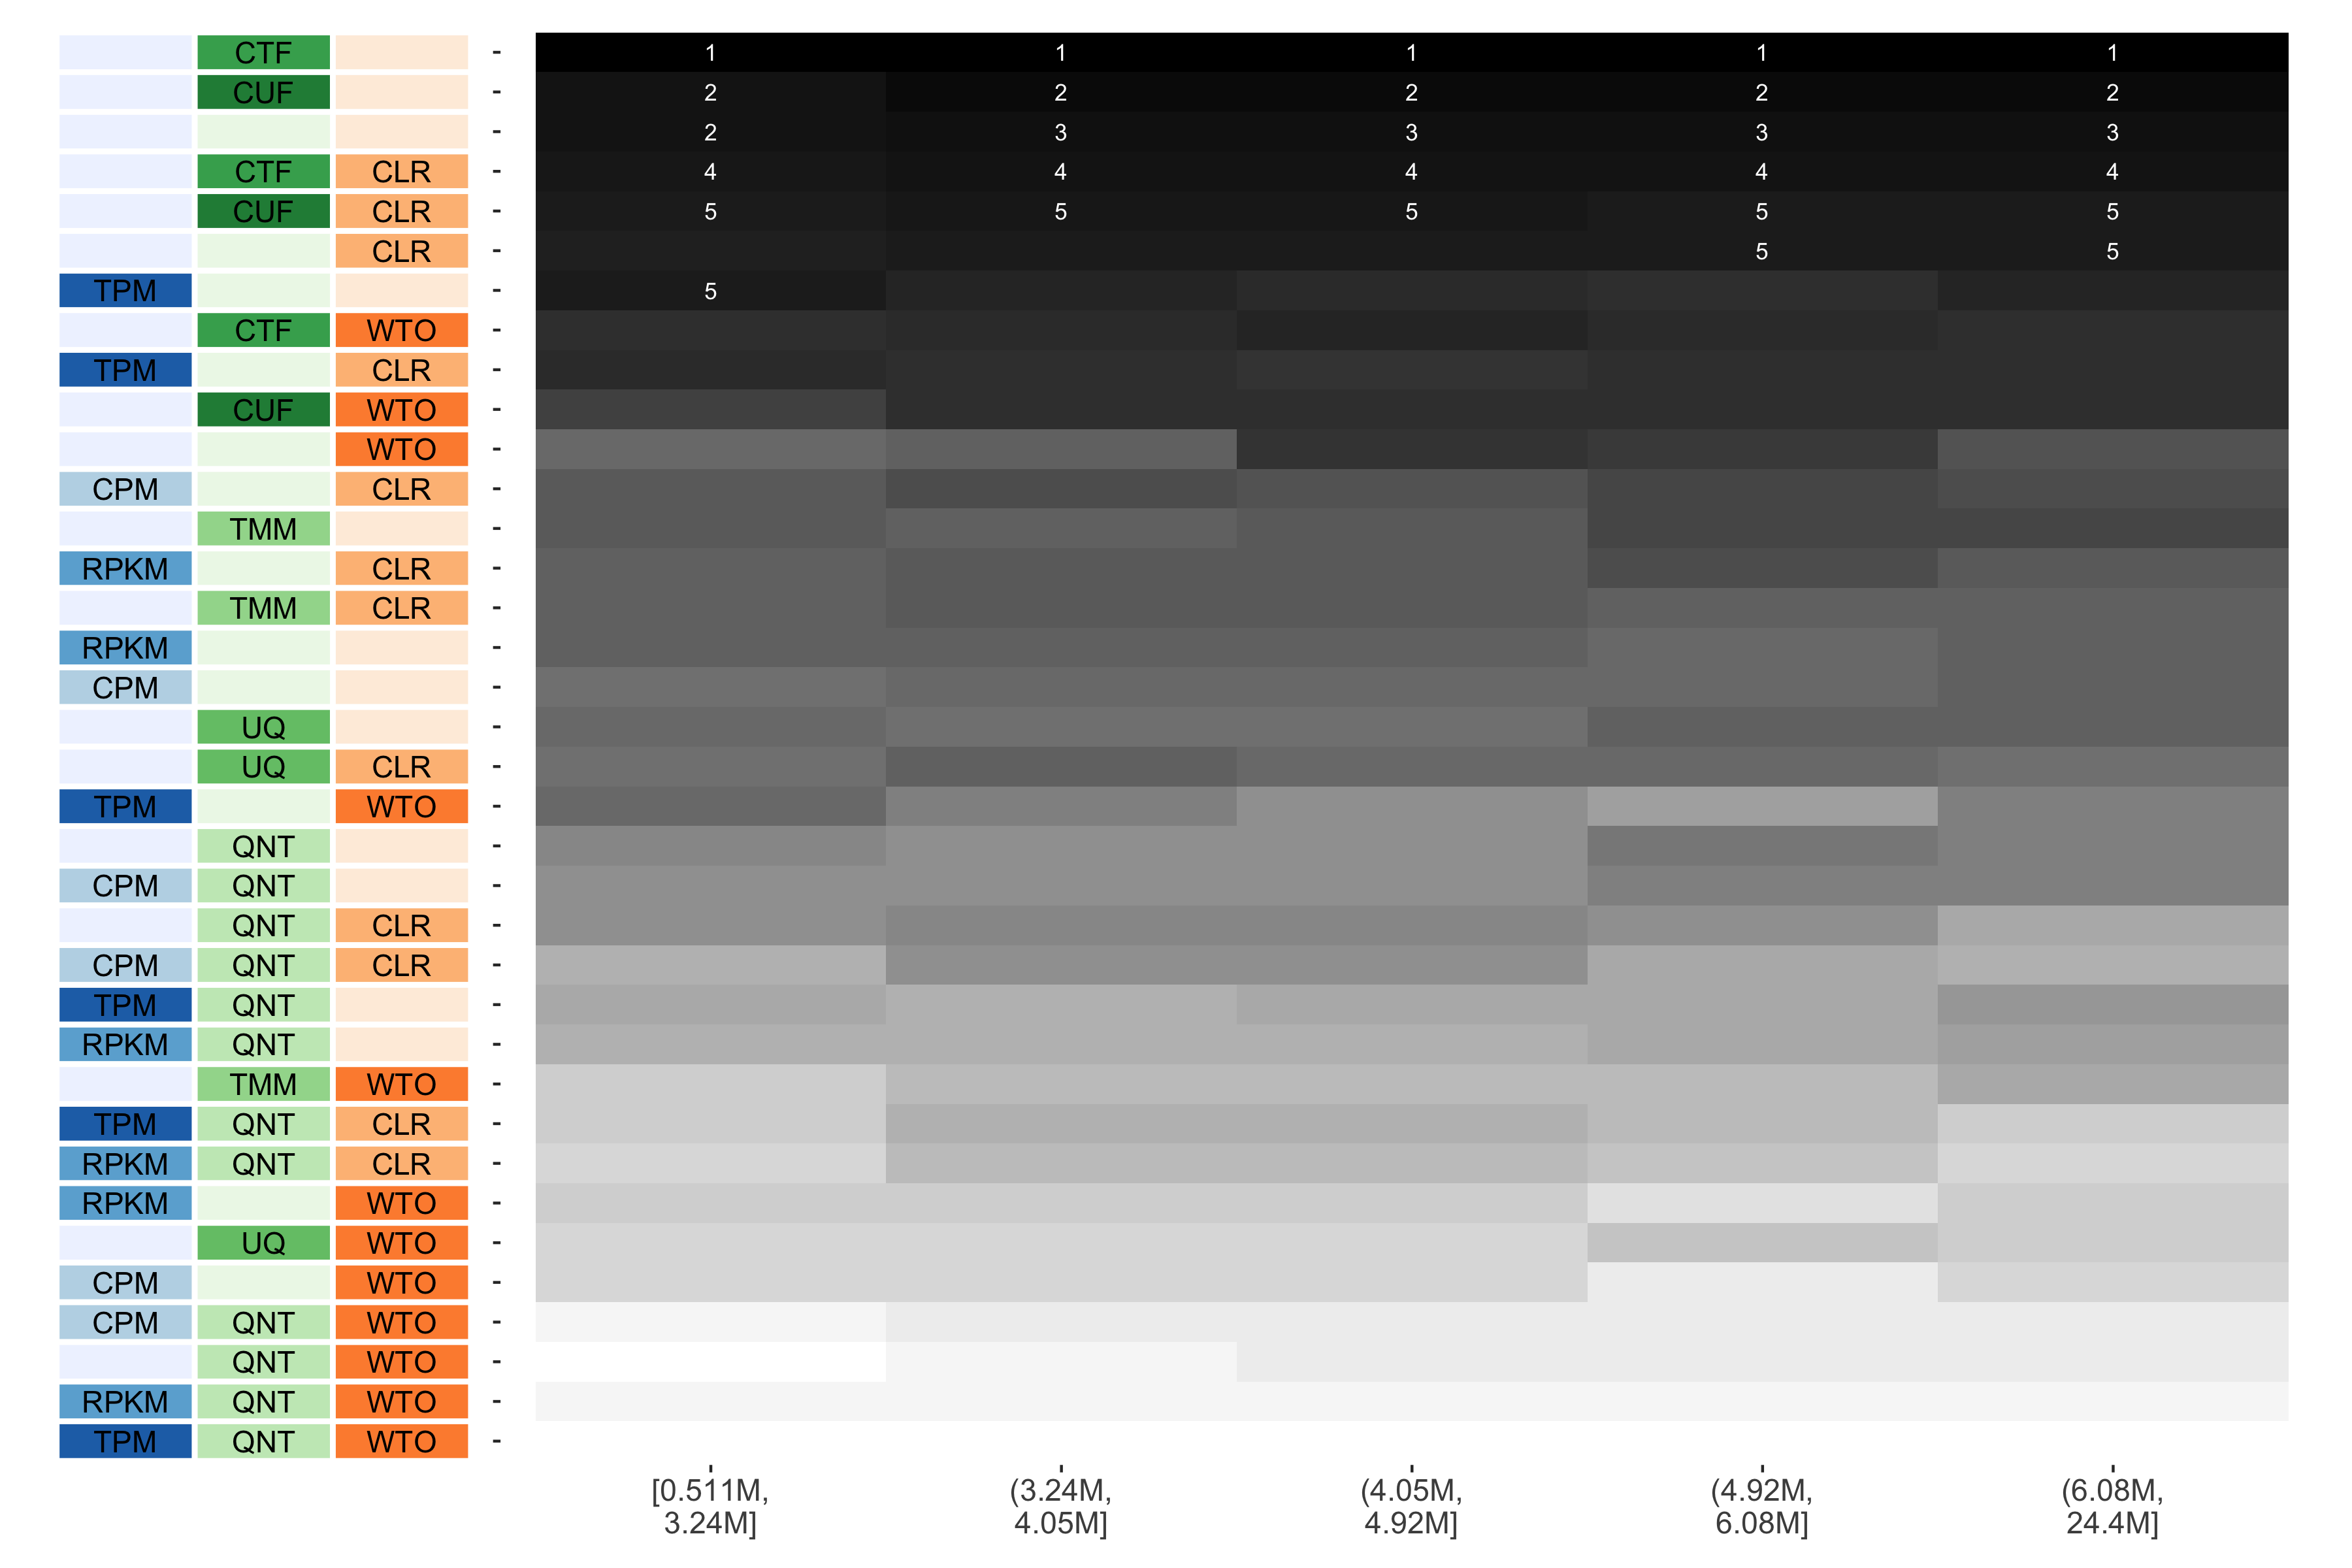 CTF - 1 1 1 1 1
CUF - 2 2 2 2 2
- 2 3 3 3 3
CTF CLR - 4 4 4 4 4
CUF CLR - 5 5 5 5 5
CLR - 5 5
TPM - 5
CTF WTO -
TPM CLR -
CUF WTO -
WTO -
CPM CLR -
TMM -
RPKM CLR -
TMM CLR -
RPKM -
CPM -
UQ -
UQ CLR -
TPM WTO -
QNT -
CPM QNT -
QNT CLR -
CPM QNT CLR -
TPM QNT -
RPKM QNT -
TMM WTO -
TPM QNT CLR -
RPKM QNT CLR -
RPKM WTO -
UQ WTO -
CPM WTO -
CPM QNT WTO -
QNT WTO -
RPKM QNT WTO -
TPM QNT WTO -
[0.511M, (3.24M, (4.05M, (4.92M, (6.08M,
3.24M] 4.05M] 4.92M] 6.08M] 24.4M]